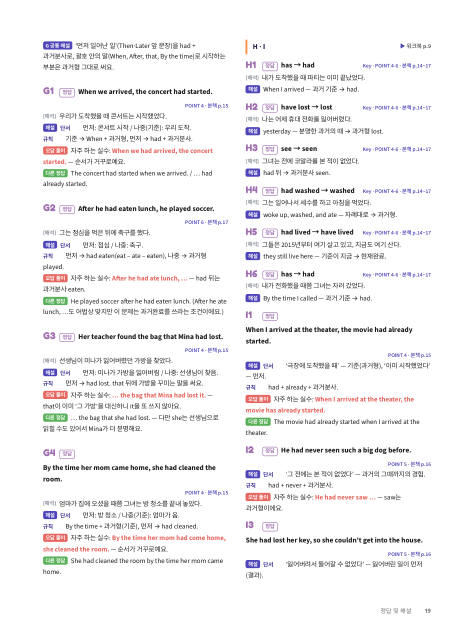 6 공통 해설 '먼저 일어난 일'(Then·Later 앞 문장)을 had +
과거분사로, 괄호 안의 말(When, After, that, By the time)로 시작하는
부분은 과거형 그대로 써요.
G1 정답 When we arrived, the concert had started.
POINT 4 · 본책 p.15
[해석] 우리가 도착했을 때 콘서트는 시작했었다.
해설 단서 먼저: 콘서트 시작 / 나중(기준): 우리 도착.
규칙 기준 → When + 과거형, 먼저 → had + 과거분사.
오답 풀이 자주 하는 실수: When we had arrived, the concert
started. — 순서가 거꾸로예요.
다른 정답 The concert had started when we arrived. / … had
already started.
G2 정답 After he had eaten lunch, he played soccer.
POINT 6 · 본책 p.17
[해석] 그는 점심을 먹은 뒤에 축구를 했다.
해설 단서 먼저: 점심 / 나중: 축구.
규칙 먼저 → had eaten(eat – ate – eaten), 나중 → 과거형
played.
오답 풀이 자주 하는 실수: After he had ate lunch, … — had 뒤는
과거분사 eaten.
다른 정답 He played soccer after he had eaten lunch. (After he ate
lunch, …도 어법상 맞지만 이 문제는 과거완료를 쓰라는 조건이에요.)
G3 정답 Her teacher found the bag that Mina had lost.
POINT 4 · 본책 p.15
[해석] 선생님이 미나가 잃어버렸던 가방을 찾았다.
해설 단서 먼저: 미나가 가방을 잃어버림 / 나중: 선생님이 찾음.
규칙 먼저 → had lost. that 뒤에 가방을 꾸미는 말을 써요.
오답 풀이 자주 하는 실수: … the bag that Mina had lost it. —
that이 이미 '그 가방'을 대신하니 it을 또 쓰지 않아요.
다른 정답 … the bag that she had lost. — 다만 she는 선생님으로
읽힐 수도 있어서 Mina가 더 분명해요.
G4 정답
By the time her mom came home, she had cleaned the
room.
POINT 4 · 본책 p.15
[해석] 엄마가 집에 오셨을 때쯤 그녀는 방 청소를 끝내 놓았다.
해설 단서 먼저: 방 청소 / 나중(기준): 엄마가 옴.
규칙 By the time + 과거형(기준), 먼저 → had cleaned.
오답 풀이 자주 하는 실수: By the time her mom had come home,
she cleaned the room. — 순서가 거꾸로예요.
다른 정답 She had cleaned the room by the time her mom came
home.
H · I ▶ 워크북 p.9
H1 정답 has → had Key · POINT 4-6 · 본책 p.14~17
[해석] 내가 도착했을 때 파티는 이미 끝났었다.
해설 When I arrived — 과거 기준 → had.
H2 정답 have lost → lost Key · POINT 4-6 · 본책 p.14~17
[해석] 나는 어제 휴대 전화를 잃어버렸다.
해설 yesterday — 분명한 과거의 때 → 과거형 lost.
H3 정답 see → seen Key · POINT 4-6 · 본책 p.14~17
[해석] 그녀는 전에 코알라를 본 적이 없었다.
해설 had 뒤 → 과거분사 seen.
H4 정답 had washed → washed Key · POINT 4-6 · 본책 p.14~17
[해석] 그는 일어나서 세수를 하고 아침을 먹었다.
해설 woke up, washed, and ate — 차례대로 → 과거형.
H5 정답 had lived → have lived Key · POINT 4-6 · 본책 p.14~17
[해석] 그들은 2015년부터 여기 살고 있고, 지금도 여기 산다.
해설 they still live here — 기준이 지금 → 현재완료.
H6 정답 has → had Key · POINT 4-6 · 본책 p.14~17
[해석] 내가 전화했을 때쯤 그녀는 자러 갔었다.
해설 By the time I called — 과거 기준 → had.
I1 정답
When I arrived at the theater, the movie had already
started.
POINT 4 · 본책 p.15
해설 단서 '극장에 도착했을 때' — 기준(과거형), '이미 시작했었다'
— 먼저.
규칙 had + already + 과거분사.
오답 풀이 자주 하는 실수: When I arrived at the theater, the
movie has already started.
다른 정답 The movie had already started when I arrived at the
theater.
I2 정답 He had never seen such a big dog before.
POINT 5 · 본책 p.16
해설 단서 '그 전에는 본 적이 없었다' — 과거의 그때까지의 경험.
규칙 had + never + 과거분사.
오답 풀이 자주 하는 실수: He had never saw … — saw는
과거형이에요.
I3 정답
She had lost her key, so she couldn't get into the house.
POINT 5 · 본책 p.16
해설 단서 '잃어버려서 들어갈 수 없었다' — 잃어버린 일이 먼저
(결과).
정답 및 해설 19